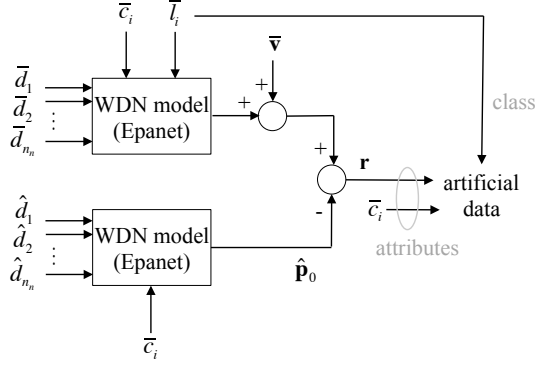 c̄ᵢ l̄ᵢ
v̄
d̄₁
d̄₂
⋮
d̄ₙₙ
WDN model
(Epanet)
+
+
+
class
r
-
artificial
data
c̄ᵢ
attributes
d̂₁
d̂₂
⋮
d̂ₙₙ
WDN model
(Epanet)
p̂₀
c̄ᵢ